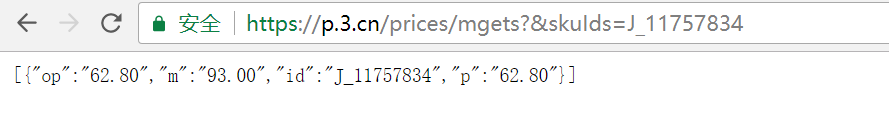 安全 https://p.3.cn/prices/mgets?&skuIds=J_11757834
[{"op":"62.80","m":"93.00","id":"J_11757834","p":"62.80"}]